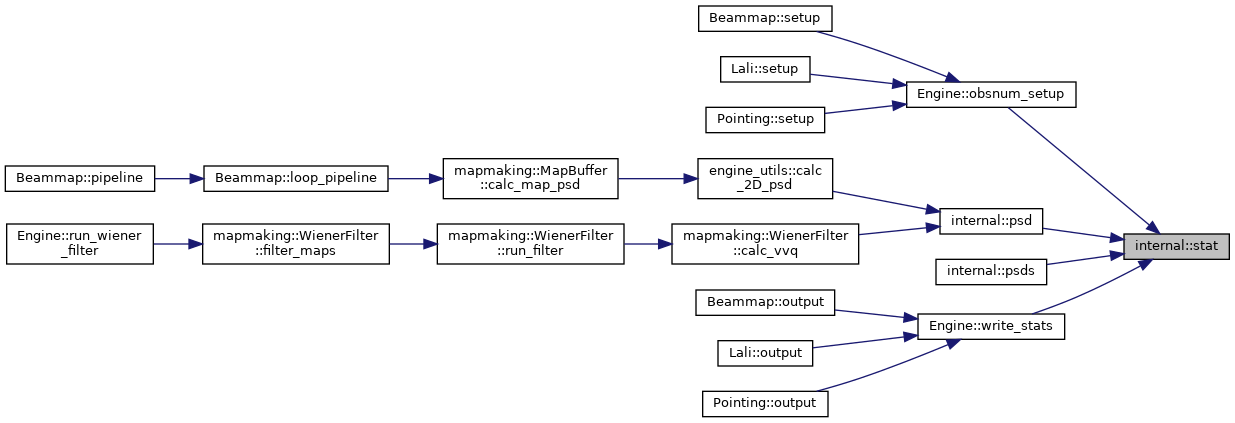 Beammap::setup
Lali::setup
Engine::obsnum_setup
Pointing::setup
Beammap::pipeline
Beammap::loop_pipeline
mapmaking::MapBuffer
::calc_map_psd
engine_utils::calc
_2D_psd
internal::psd
Engine::run_wiener
_filter
mapmaking::WienerFilter
::filter_maps
mapmaking::WienerFilter
::run_filter
mapmaking::WienerFilter
::calc_vvq
internal::stat
internal::psds
Beammap::output
Engine::write_stats
Lali::output
Pointing::output